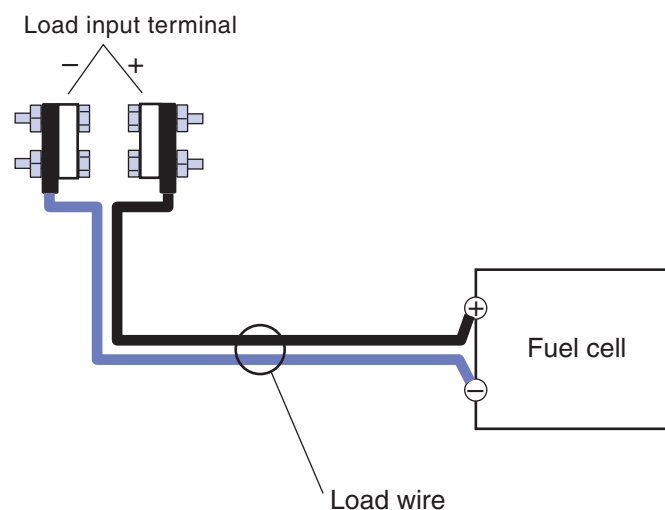 Load input terminal
− +
+
Fuel cell
−
Load wire